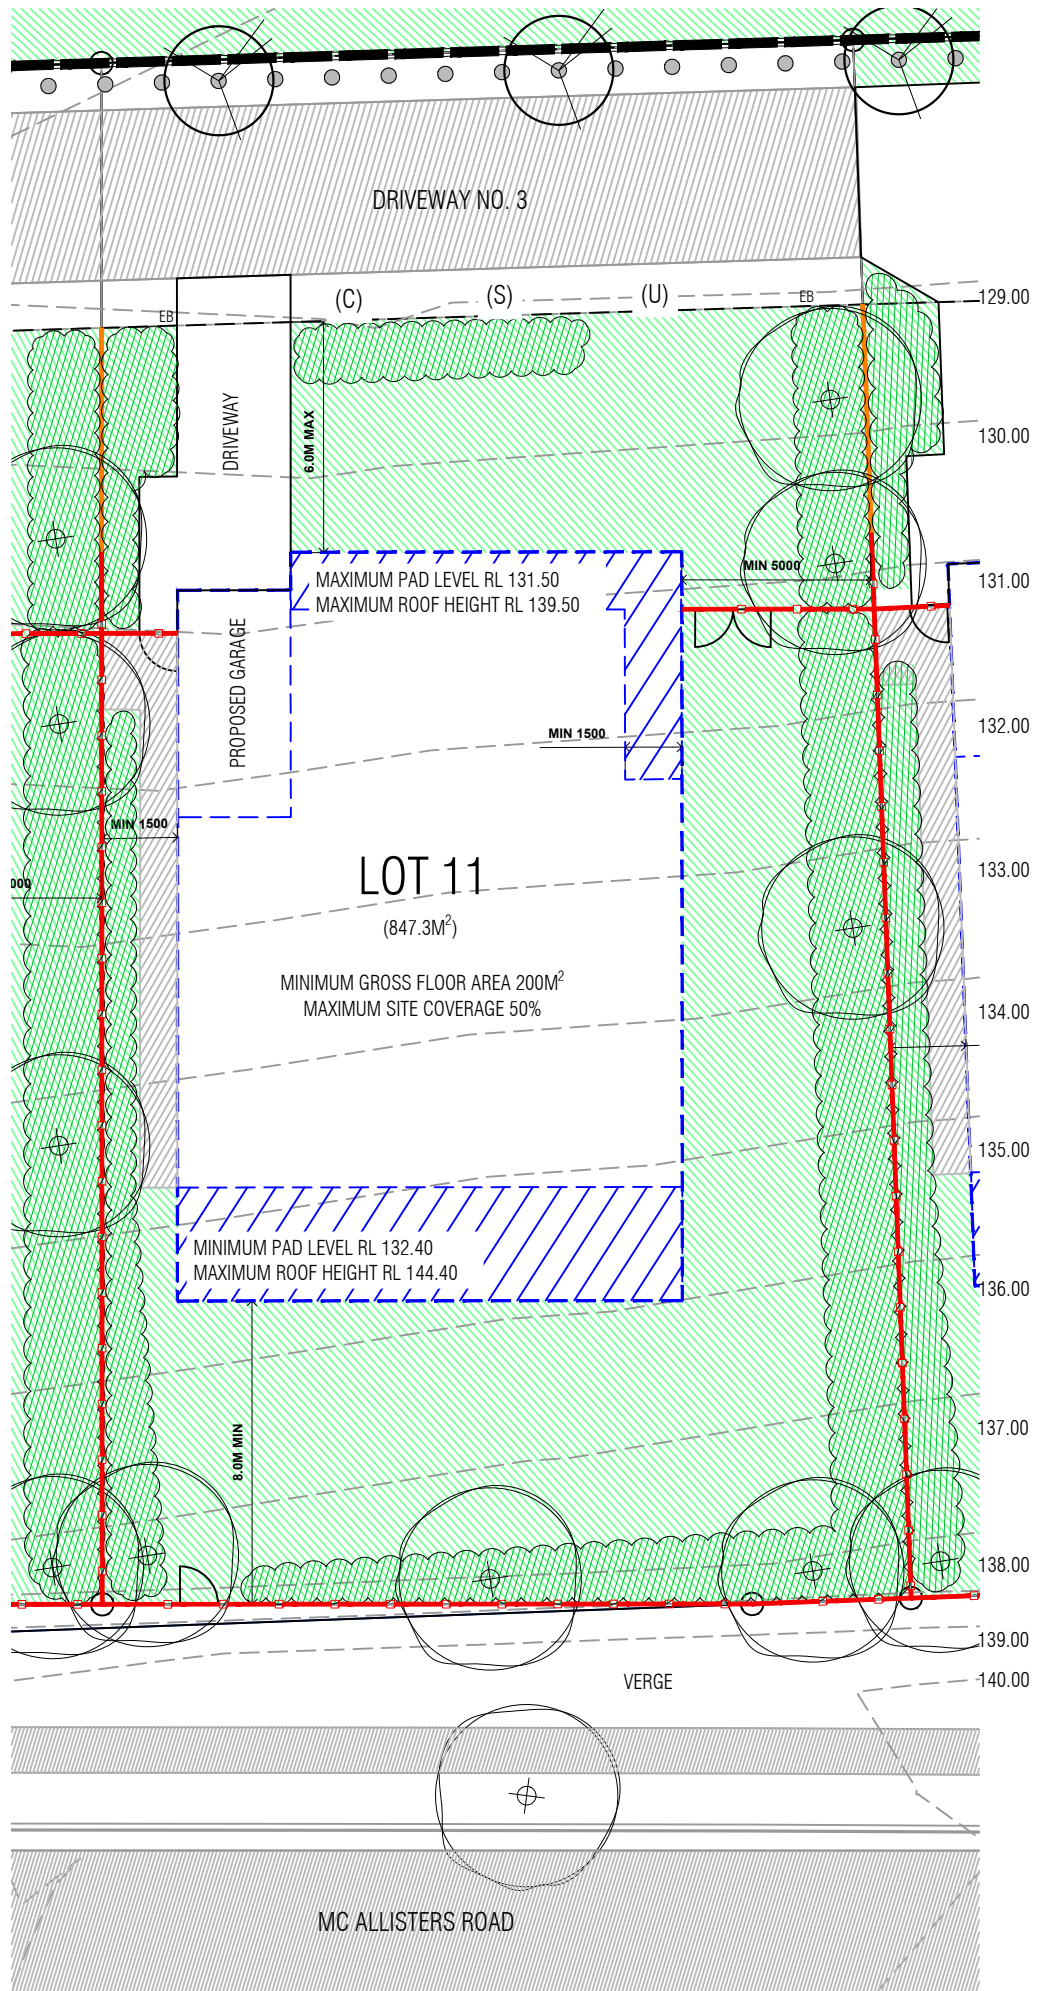 DRIVEWAY NO. 3
(C)
(S)
(U)
EB
EB
129.00
DRIVEWAY
6.0M MAX
130.00
MAXIMUM PAD LEVEL RL 131.50
MAXIMUM ROOF HEIGHT RL 139.50
MIN 5000
131.00
PROPOSED GARAGE
MIN 1500
132.00
MIN 1500
LOT 11
133.00
000
(847.3M²)
MINIMUM GROSS FLOOR AREA 200M²
MAXIMUM SITE COVERAGE 50%
134.00
135.00
MINIMUM PAD LEVEL RL 132.40
MAXIMUM ROOF HEIGHT RL 144.40
136.00
8.0M MIN
137.00
138.00
139.00
VERGE
140.00
MC ALLISTERS ROAD